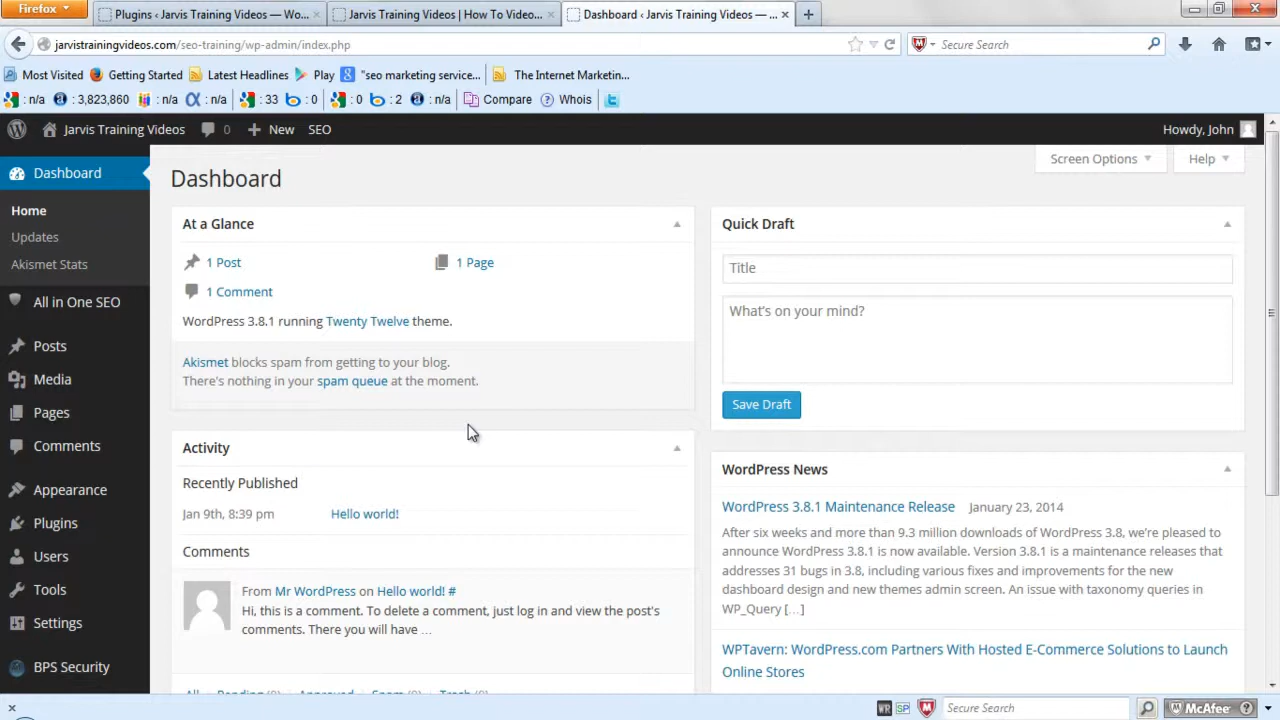 Firefox
Plugins ‹ Jarvis Training Videos — Wo...
Jarvis Training Videos | How To Video...
Dashboard ‹ Jarvis Training Videos — ...
jarvistrainingvideos.com/seo-training/wp-admin/index.php
Secure Search
Most Visited
Getting Started
Latest Headlines
Play
"seo marketing service...
The Internet Marketin...
: n/a
: 3,823,860
: n/a
: n/a
: 33
: 0
: 0
: 2
: n/a
Compare
Whois
Jarvis Training Videos
0
New
SEO
Howdy, John
Dashboard
Home
Updates
Akismet Stats
All in One SEO
Posts
Media
Pages
Comments
Appearance
Plugins
Users
Tools
Settings
BPS Security
Screen Options
Help
Dashboard
At a Glance
1 Post
1 Page
1 Comment
WordPress 3.8.1 running Twenty Twelve theme.
Akismet blocks spam from getting to your blog.
There's nothing in your spam queue at the moment.
Activity
Recently Published
Jan 9th, 8:39 pm
Hello world!
Comments
From Mr WordPress on Hello world! #
Hi, this is a comment. To delete a comment, just log in and view the post's
comments. There you will have …
All
Pending (0)
Approved
Spam (0)
Trash (0)
Quick Draft
Title
What's on your mind?
Save Draft
WordPress News
WordPress 3.8.1 Maintenance Release
January 23, 2014
After six weeks and more than 9.3 million downloads of WordPress 3.8, we're pleased to
announce WordPress 3.8.1 is now available. Version 3.8.1 is a maintenance releases that
addresses 31 bugs in 3.8, including various fixes and improvements for the new
dashboard design and new themes admin screen. An issue with taxonomy queries in
WP_Query […]
WPTavern: WordPress.com Partners With Hosted E-Commerce Solutions to Launch
Online Stores
WR
SP
Secure Search
McAfee